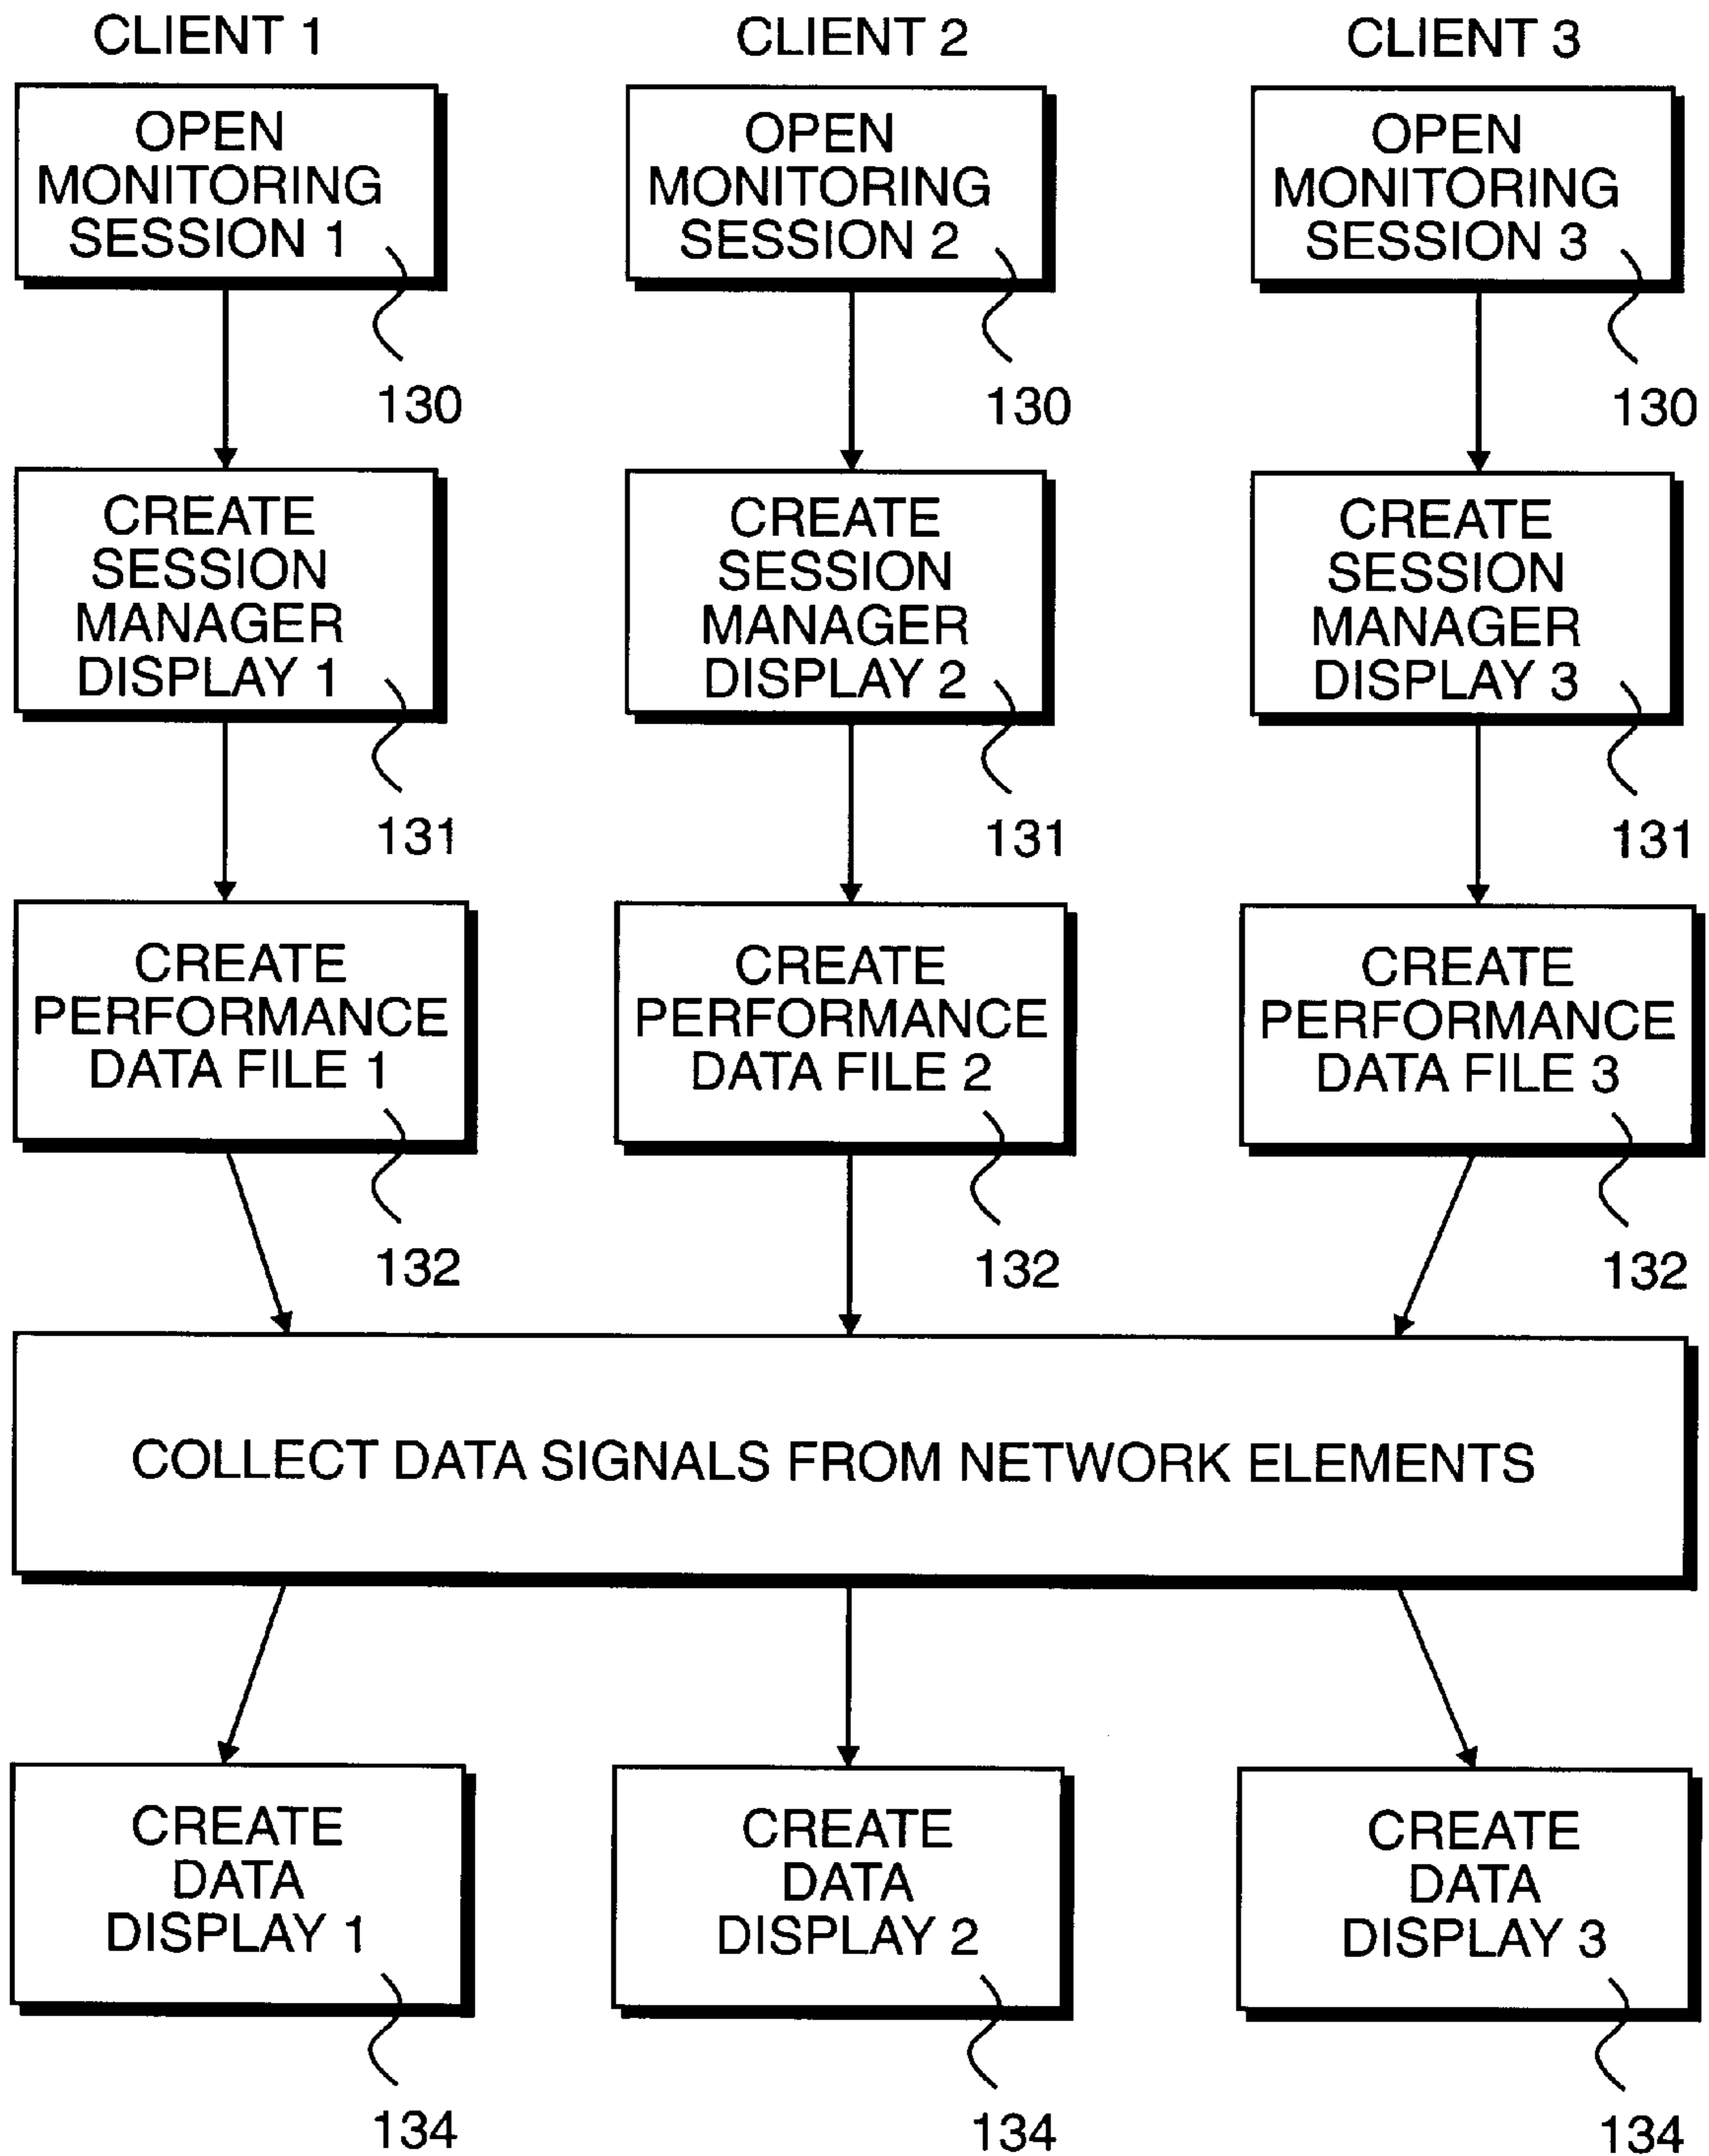 CLIENT 1
CLIENT 2
CLIENT 3
OPEN
MONITORING
SESSION 1
130
OPEN
MONITORING
SESSION 2
130
OPEN
MONITORING
SESSION 3
130
CREATE
SESSION
MANAGER
DISPLAY 1
131
CREATE
SESSION
MANAGER
DISPLAY 2
131
CREATE
SESSION
MANAGER
DISPLAY 3
131
CREATE
PERFORMANCE
DATA FILE 1
132
CREATE
PERFORMANCE
DATA FILE 2
132
CREATE
PERFORMANCE
DATA FILE 3
132
COLLECT DATA SIGNALS FROM NETWORK ELEMENTS
CREATE
DATA
DISPLAY 1
134
CREATE
DATA
DISPLAY 2
134
CREATE
DATA
DISPLAY 3
134